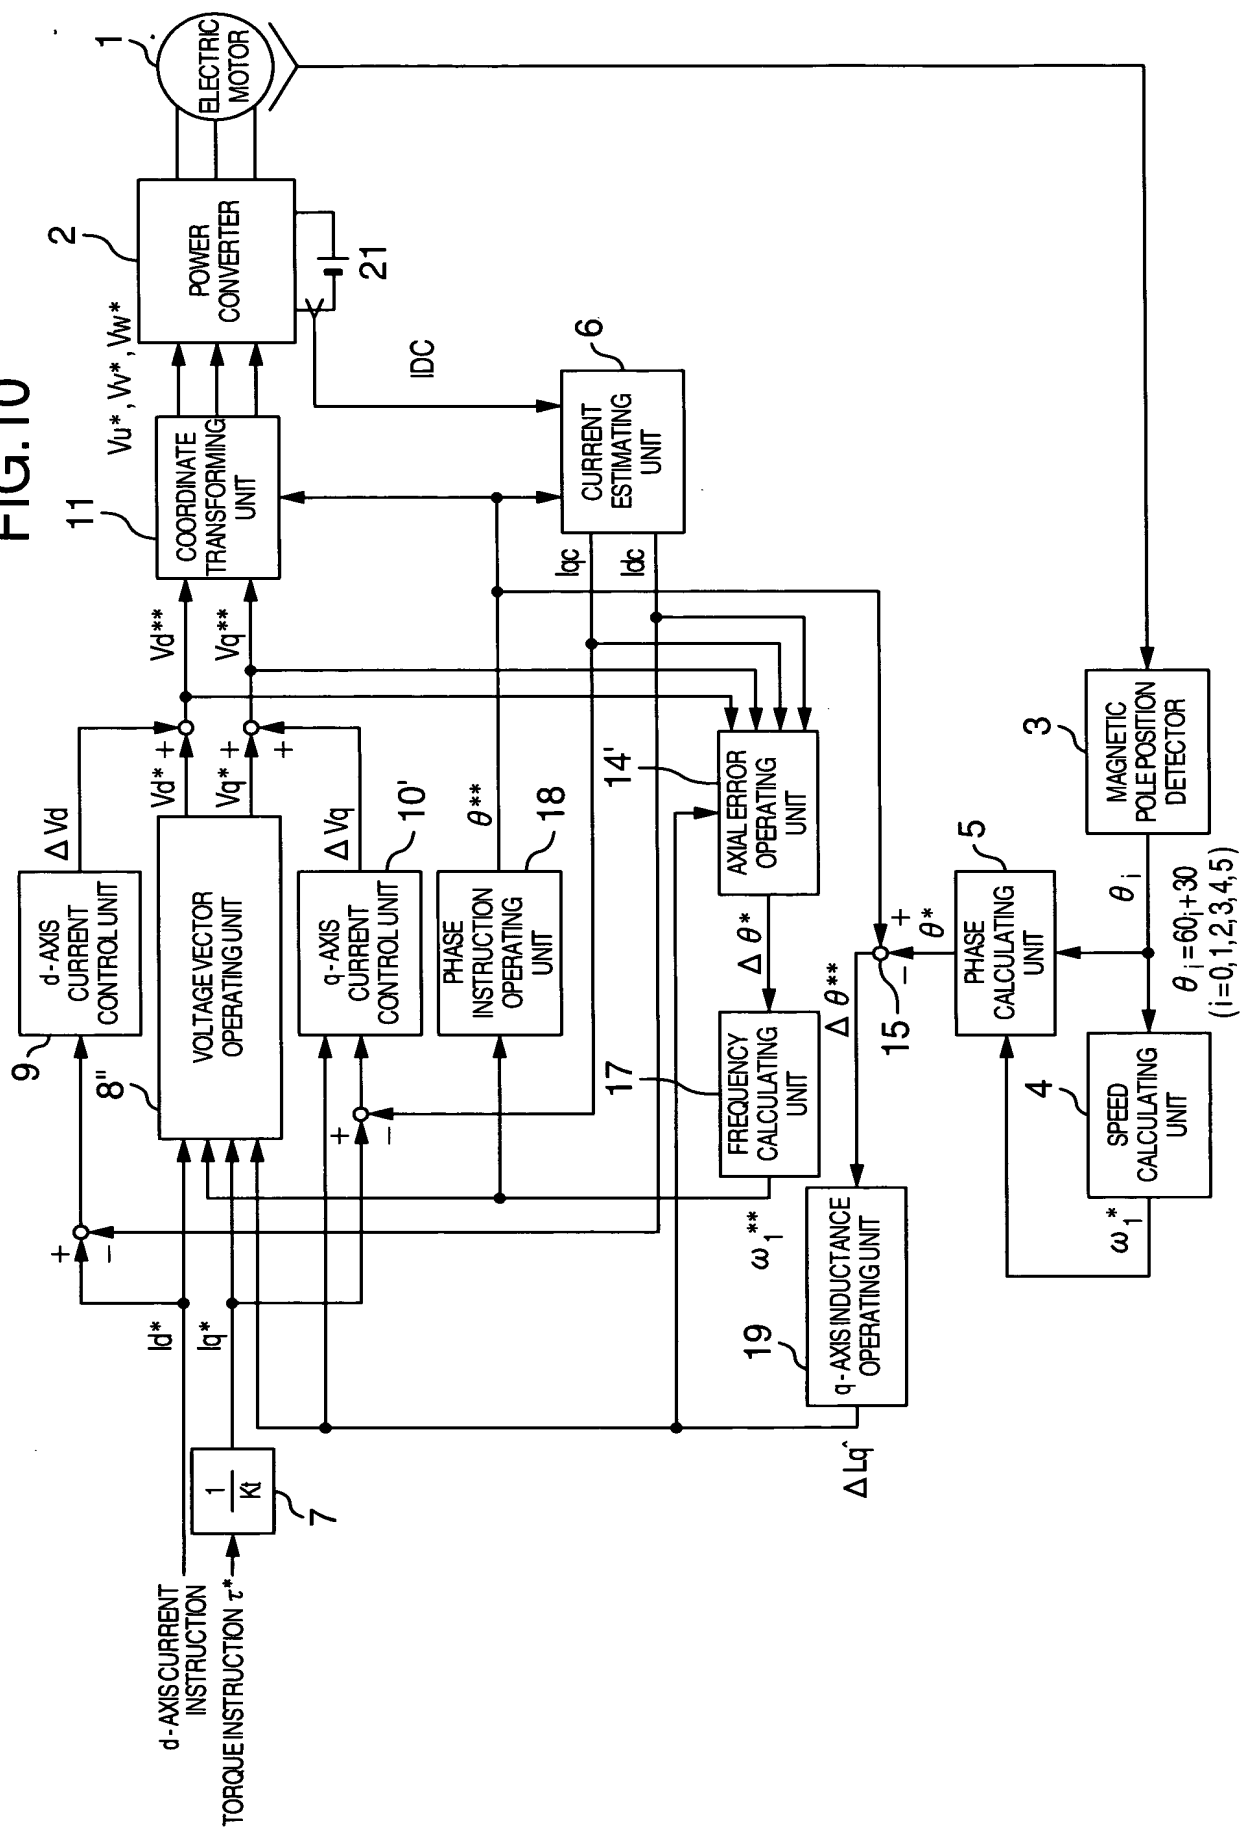 FIG.10
d-AXIS CURRENT
INSTRUCTION
TORQUE INSTRUCTION τ*
1
Kt
7
Id*
Iq*
+
−
9
d-AXIS
CURRENT
CONTROL UNIT
Δ Vd
8"
VOLTAGE VECTOR
OPERATING UNIT
Vd*
+
+
Vq*
+
+
Vd**
Vq**
+
−
q-AXIS
CURRENT
CONTROL UNIT
10'
Δ Vq
PHASE
INSTRUCTION
OPERATING
UNIT
18
θ**
11
COORDINATE
TRANSFORMING
UNIT
Vu*, Vv*, Vw*
2
POWER
CONVERTER
21
1
ELECTRIC
MOTOR
IDC
6
CURRENT
ESTIMATING
UNIT
Iqc
Idc
14'
AXIAL ERROR
OPERATING
UNIT
Δ θ*
17
FREQUENCY
CALCULATING
UNIT
ω1**
19
q-AXIS INDUCTANCE
OPERATING UNIT
Δ Lq^
Δ θ**
15
−
+
θ*
5
PHASE
CALCULATING
UNIT
4
SPEED
CALCULATING
UNIT
ω1*
3
MAGNETIC
POLE POSITION
DETECTOR
θi
θi=60i+30
(i=0,1,2,3,4,5)